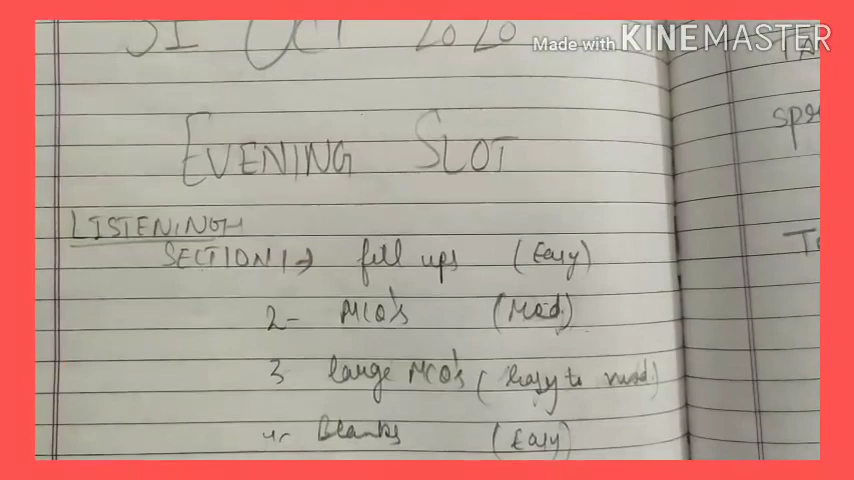 31 OCT 2020
Made with KINEMASTER
EVENING SLOT
LISTENING
SECTION 1→ fill ups (Easy)
2- MCQ's (Mod)
3 large MCQ's (Easy to mod.)
4- Blanks (Easy)